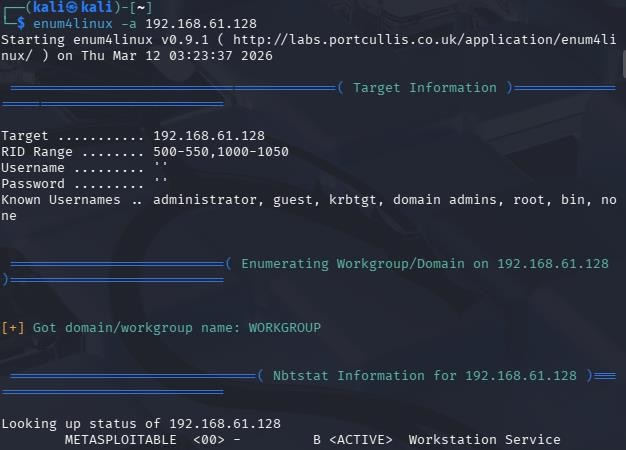 ┌──(kali㉿kali)-[~]
└─$ enum4linux -a 192.168.61.128
Starting enum4linux v0.9.1 ( http://labs.portcullis.co.uk/application/enum4li
nux/ ) on Thu Mar 12 03:23:37 2026
=========================================( Target Information )=============
============================
Target ........... 192.168.61.128
RID Range ........ 500-550,1000-1050
Username ......... ''
Password ......... ''
Known Usernames .. administrator, guest, krbtgt, domain admins, root, bin, no
ne
===========================( Enumerating Workgroup/Domain on 192.168.61.128
)===========================
[+] Got domain/workgroup name: WORKGROUP
===============================( Nbtstat Information for 192.168.61.128 )===
============================
Looking up status of 192.168.61.128
METASPLOITABLE  <00> -         B <ACTIVE>  Workstation Service